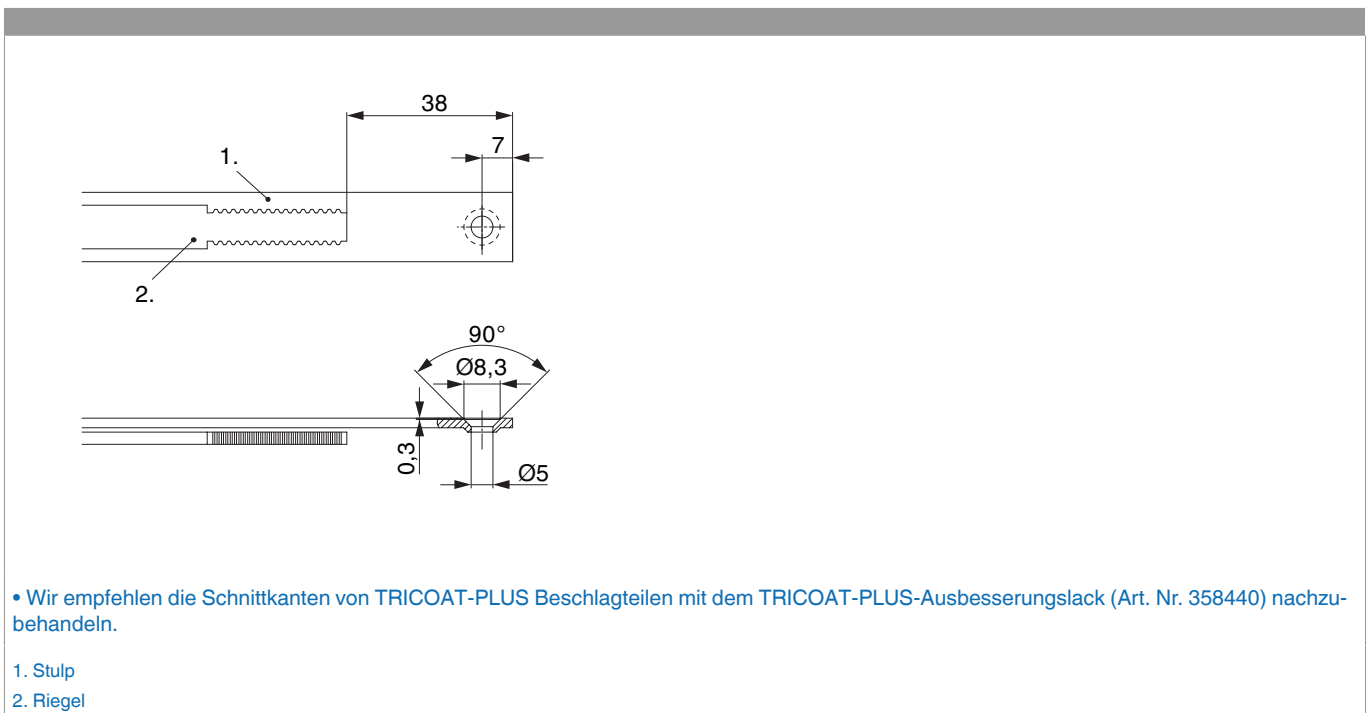 38
7
1.
2.
90°
Ø8,3
0,3
Ø5
• Wir empfehlen die Schnittkanten von TRICOAT-PLUS Beschlagteilen mit dem TRICOAT-PLUS-Ausbesserungslack (Art. Nr. 358440) nachzu-
behandeln.
1. Stulp
2. Riegel